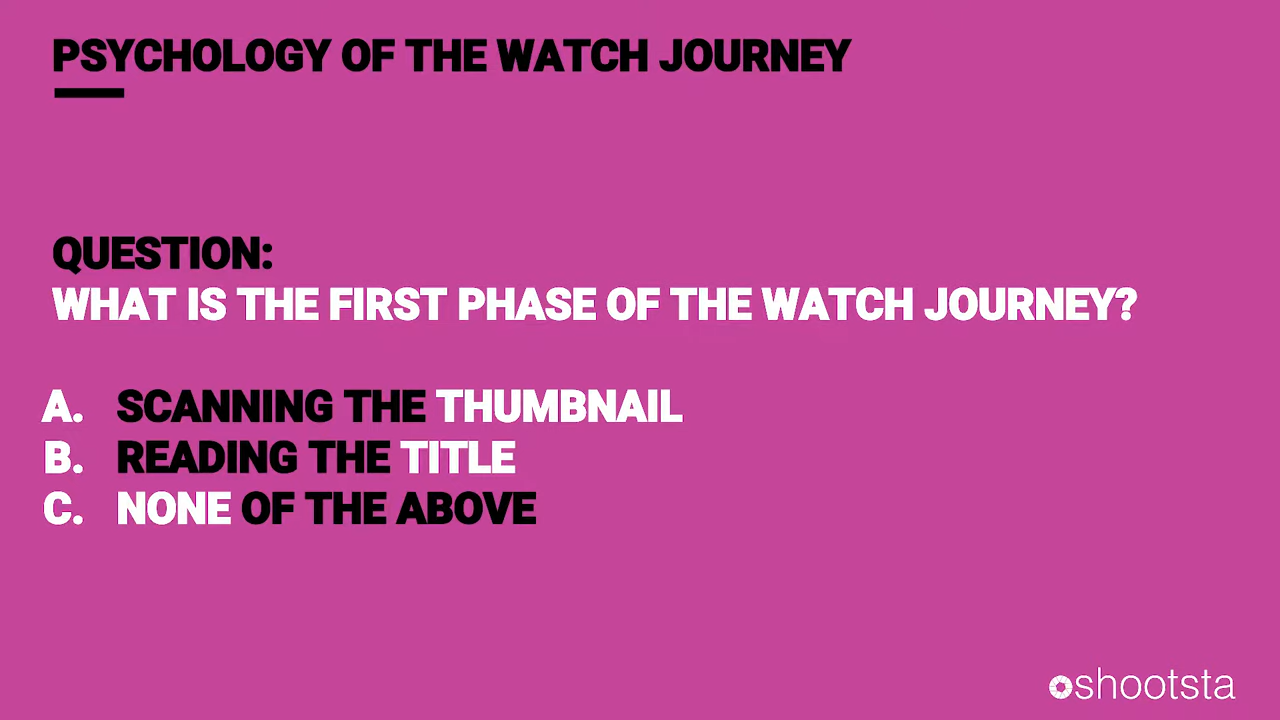 PSYCHOLOGY OF THE WATCH JOURNEY
QUESTION:
WHAT IS THE FIRST PHASE OF THE WATCH JOURNEY?
A. SCANNING THE THUMBNAIL
B. READING THE TITLE
C. NONE OF THE ABOVE
shootsta